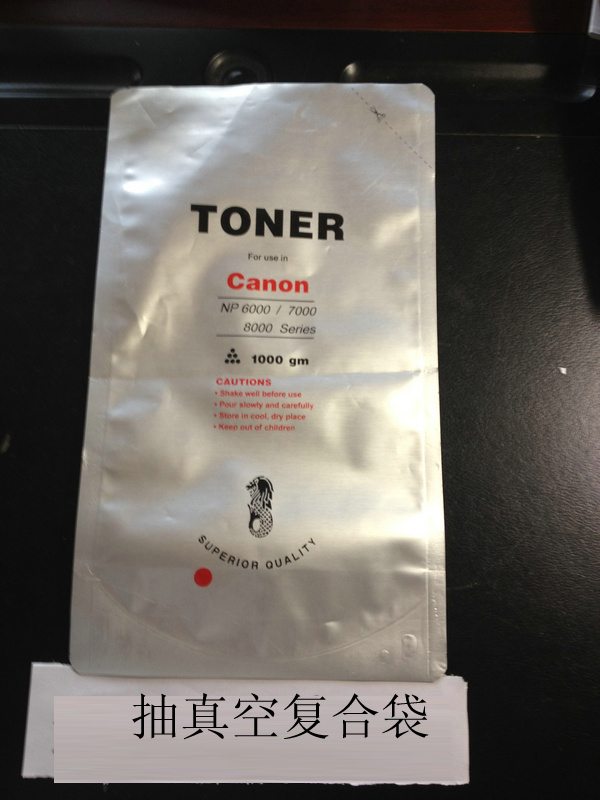 TONER
For use in
Canon
NP 6000 / 7000
8000 Series
1000 gm
CAUTIONS
• Shake well before use
• Pour slowly and carefully
• Store in cool, dry place
• Keep out of children
SUPERIOR QUALITY
抽真空复合袋